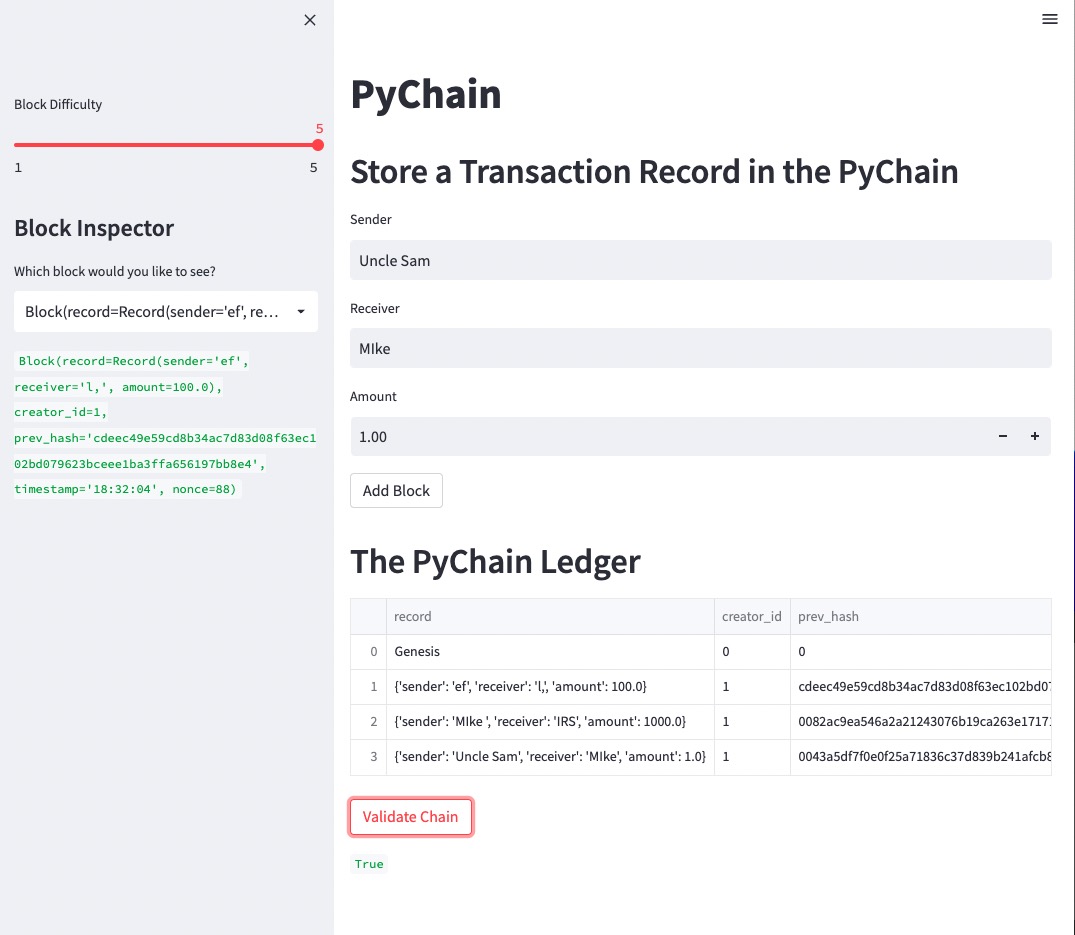 Block Difficulty
5
1 5
Block Inspector
Which block would you like to see?
Block(record=Record(sender='ef', re...
Block(record=Record(sender='ef',
receiver='l,', amount=100.0),
creator_id=1,
prev_hash='cdeec49e59cd8b34ac7d83d08f63ec1
02bd079623bceee1ba3ffa656197bb8e4',
timestamp='18:32:04', nonce=88)
PyChain
Store a Transaction Record in the PyChain
Sender
Uncle Sam
Receiver
MIke
Amount
1.00 − +
Add Block
The PyChain Ledger
record creator_id prev_hash
0 Genesis 0 0
1 {'sender': 'ef', 'receiver': 'l,', 'amount': 100.0} 1 cdeec49e59cd8b34ac7d83d08f63ec102bd07
2 {'sender': 'MIke ', 'receiver': 'IRS', 'amount': 1000.0} 1 0082ac9ea546a2a21243076b19ca263e17171
3 {'sender': 'Uncle Sam', 'receiver': 'MIke', 'amount': 1.0} 1 0043a5df7f0e0f25a71836c37d839b241afcb8
Validate Chain
True